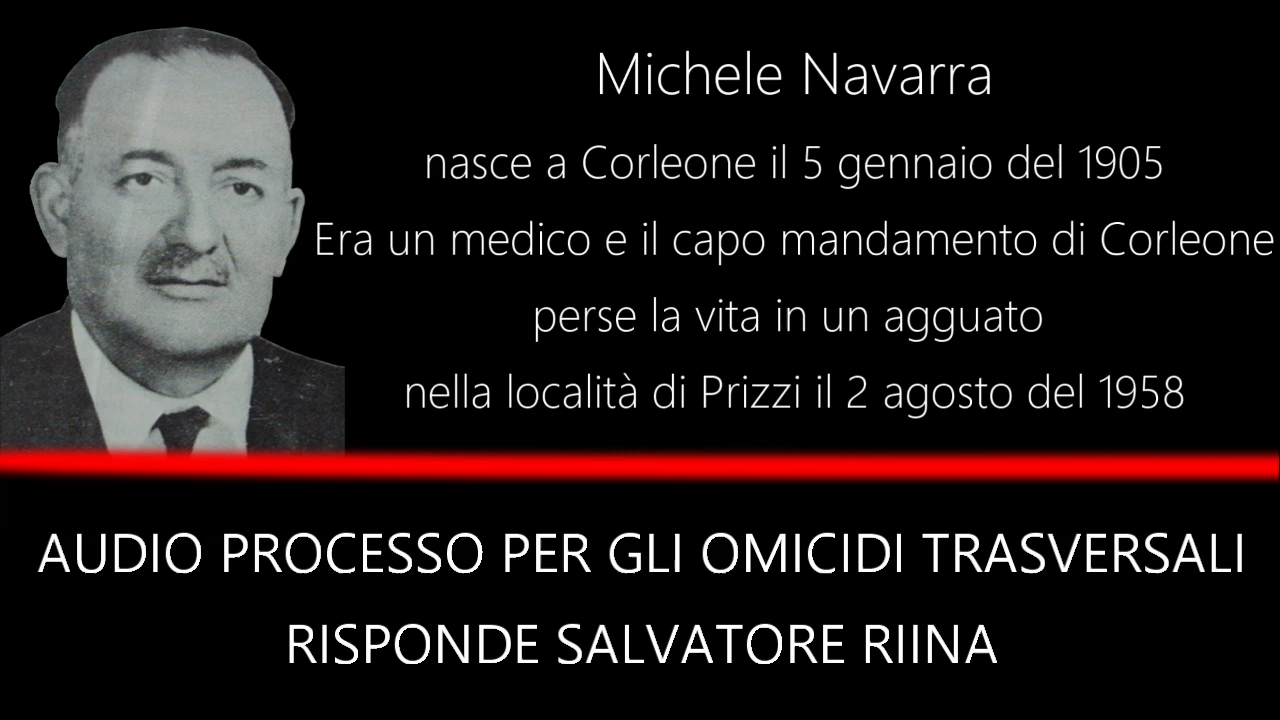 Michele Navarra
nasce a Corleone il 5 gennaio del 1905
Era un medico e il capo mandamento di Corleone
perse la vita in un agguato
nella località di Prizzi il 2 agosto del 1958
AUDIO PROCESSO PER GLI OMICIDI TRASVERSALI
RISPONDE SALVATORE RIINA